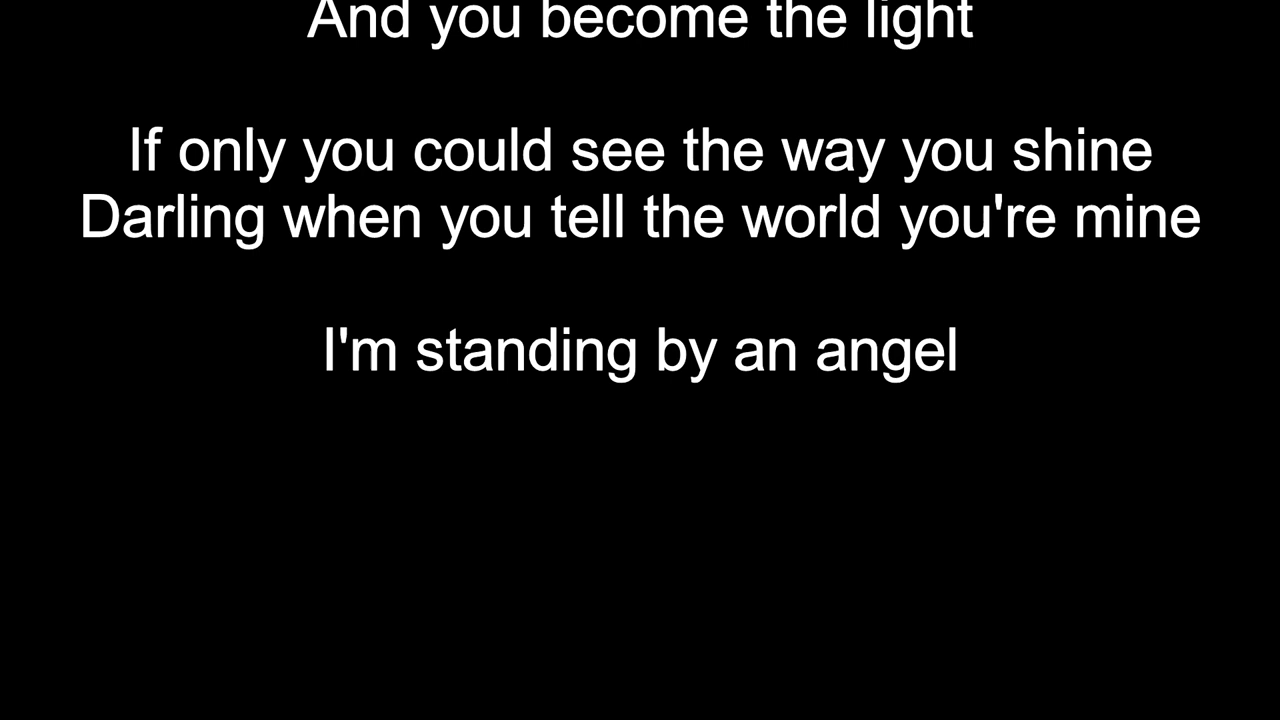 And you become the light
If only you could see the way you shine
Darling when you tell the world you're mine
I'm standing by an angel